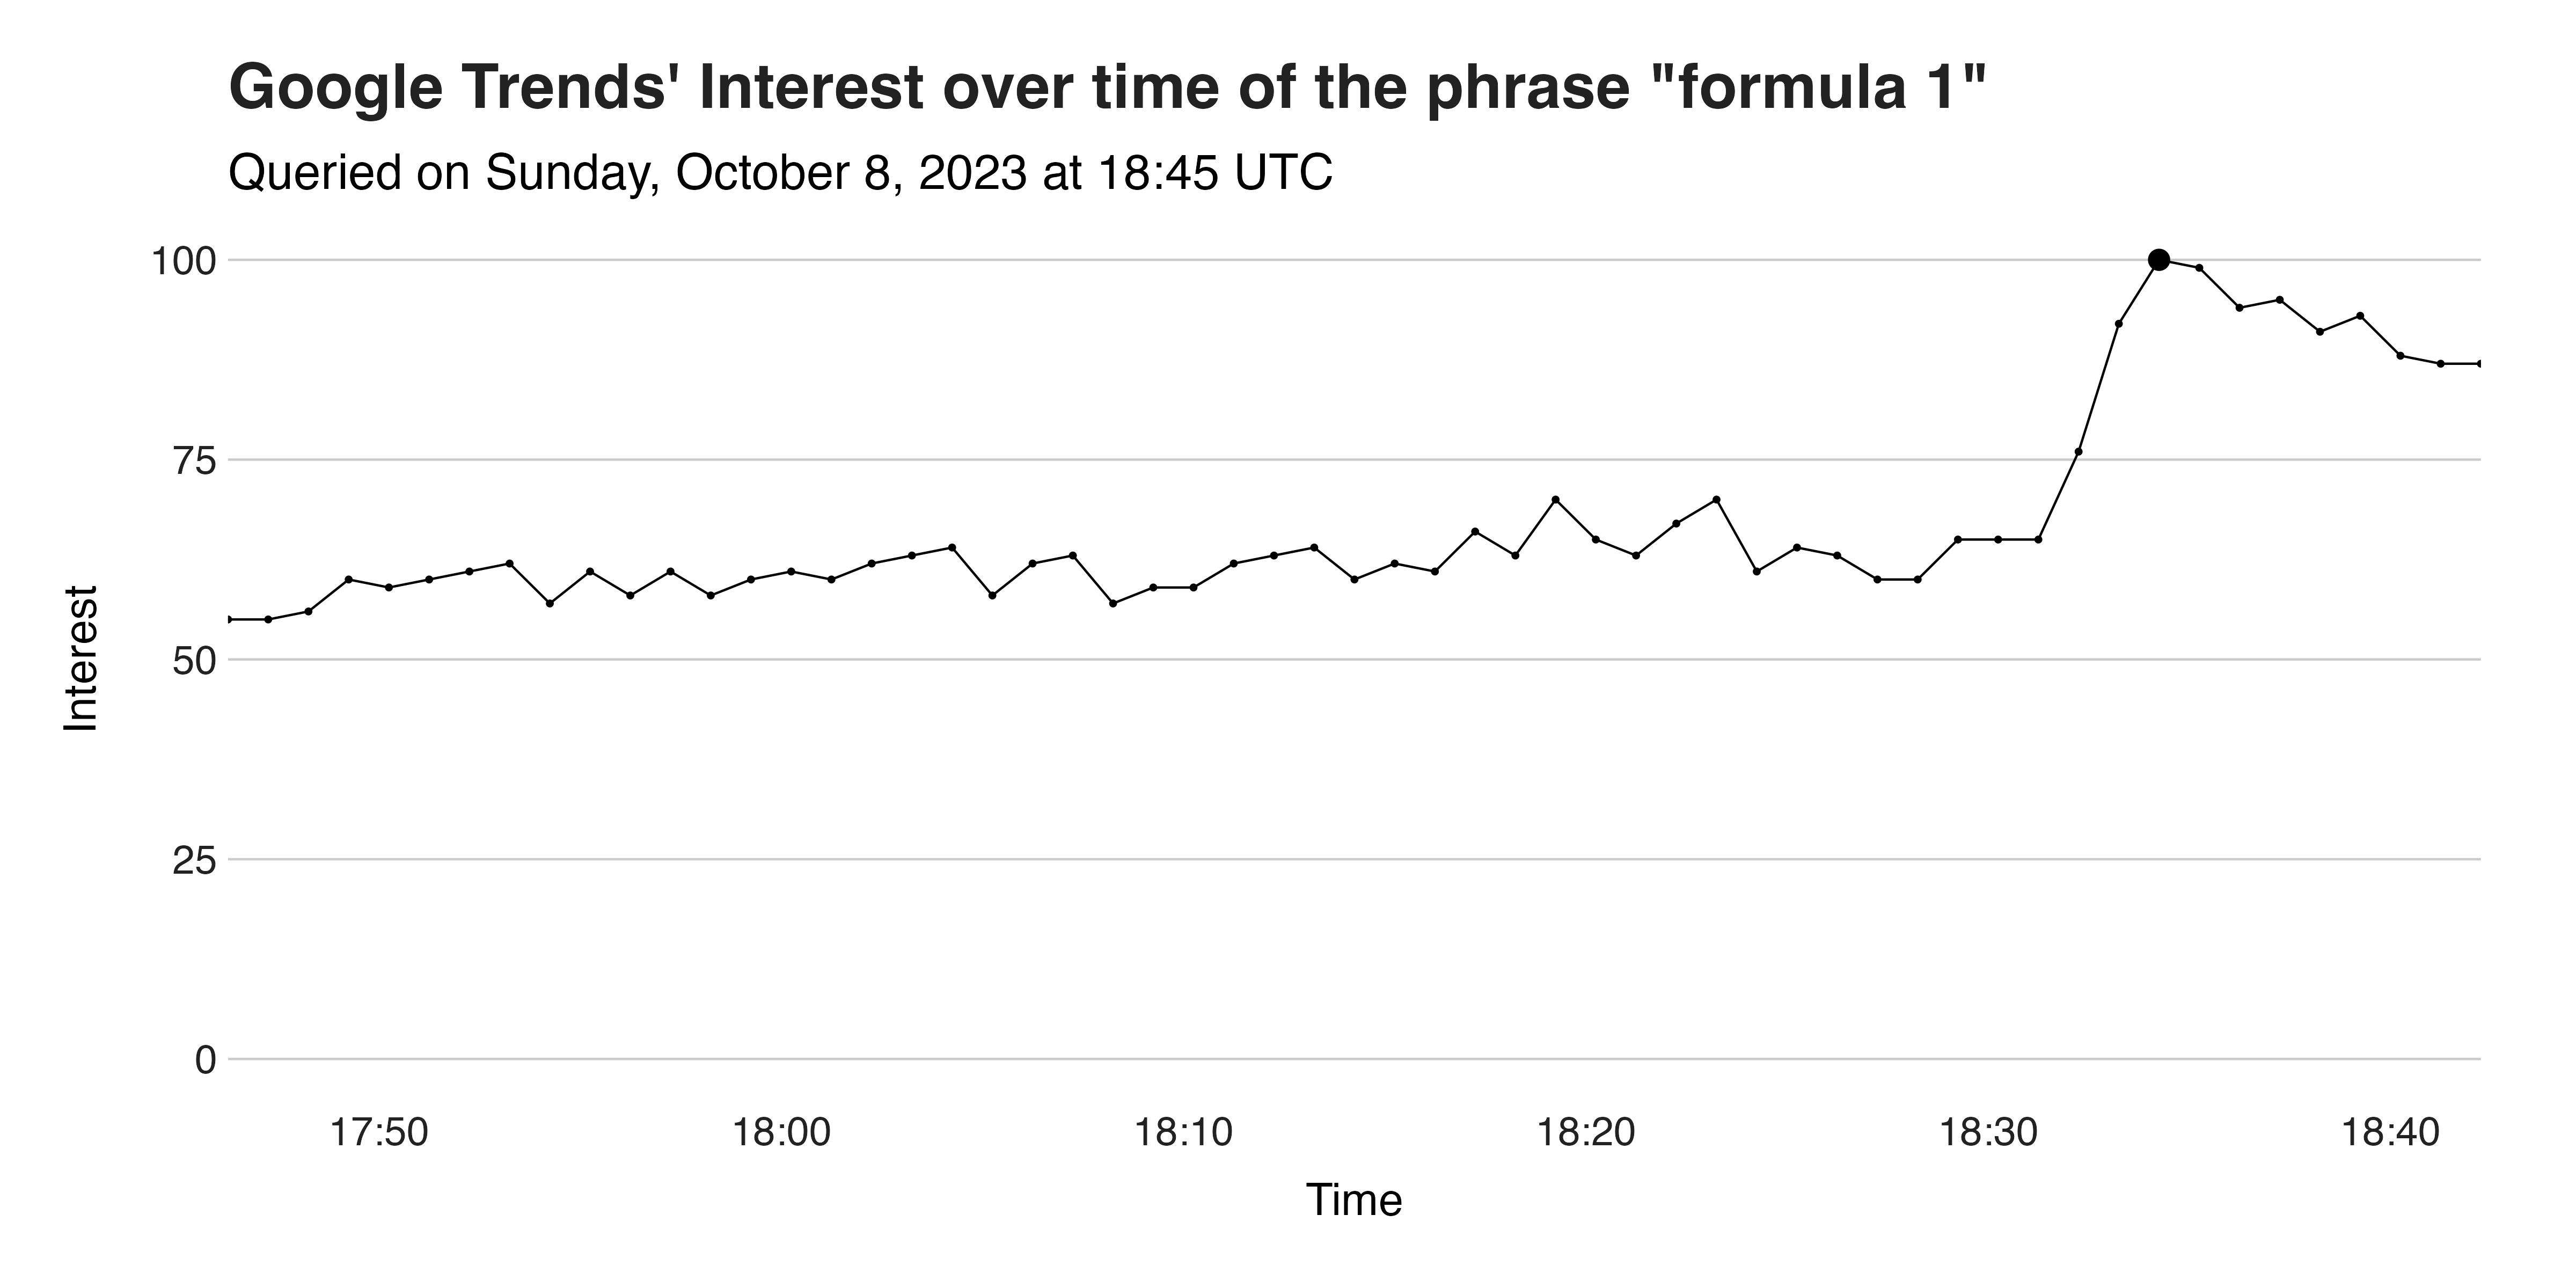 Google Trends' Interest over time of the phrase "formula 1"
Queried on Sunday, October 8, 2023 at 18:45 UTC
100
75
50
25
0
Interest
17:50 18:00 18:10 18:20 18:30 18:40
Time